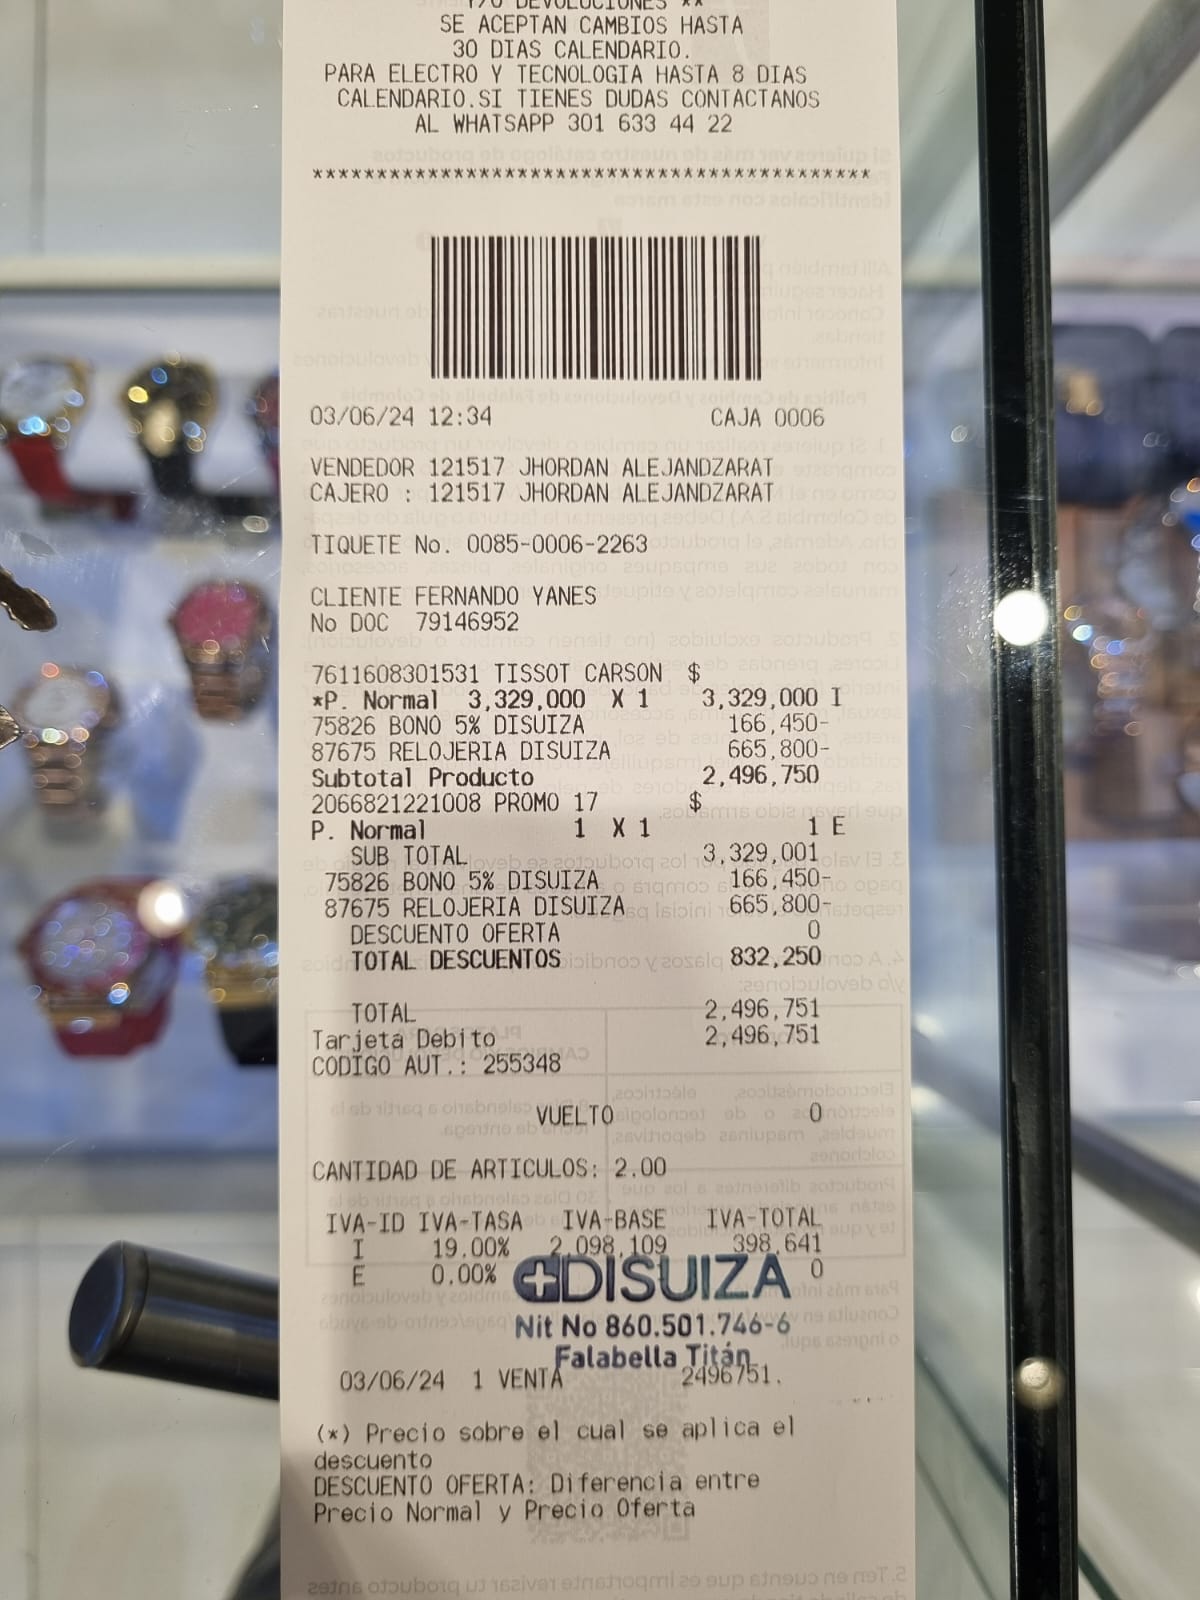 Y/O DEVOLUCIONES **
SE ACEPTAN CAMBIOS HASTA
30 DIAS CALENDARIO.
PARA ELECTRO Y TECNOLOGIA HASTA 8 DIAS
CALENDARIO.SI TIENES DUDAS CONTACTANOS
AL WHATSAPP 301 633 44 22
*******************************************
03/06/24 12:34 CAJA 0006
VENDEDOR 121517 JHORDAN ALEJANDZARAT
CAJERO : 121517 JHORDAN ALEJANDZARAT
TIQUETE No. 0085-0006-2263
CLIENTE FERNANDO YANES
No DOC 79146952
7611608301531 TISSOT CARSON $
*P. Normal 3,329,000 X 1 3,329,000 I
75826 BONO 5% DISUIZA 166,450-
87675 RELOJERIA DISUIZA 665,800-
Subtotal Producto 2,496,750
2066821221008 PROMO 17 $
P. Normal 1 X 1 1 E
SUB TOTAL 3,329,001
75826 BONO 5% DISUIZA 166,450-
87675 RELOJERIA DISUIZA 665,800-
DESCUENTO OFERTA 0
TOTAL DESCUENTOS 832,250
TOTAL 2,496,751
Tarjeta Debito 2,496,751
CODIGO AUT.: 255348
VUELTO 0
CANTIDAD DE ARTICULOS: 2.00
IVA-ID IVA-TASA IVA-BASE IVA-TOTAL
I 19.00% 2,098,109 398,641
E 0.00% 0
DISUIZA
Nit No 860.501.746-6
Falabella Titán
03/06/24 1 VENTA 2496751.
(*) Precio sobre el cual se aplica el
descuento
DESCUENTO OFERTA: Diferencia entre
Precio Normal y Precio Oferta